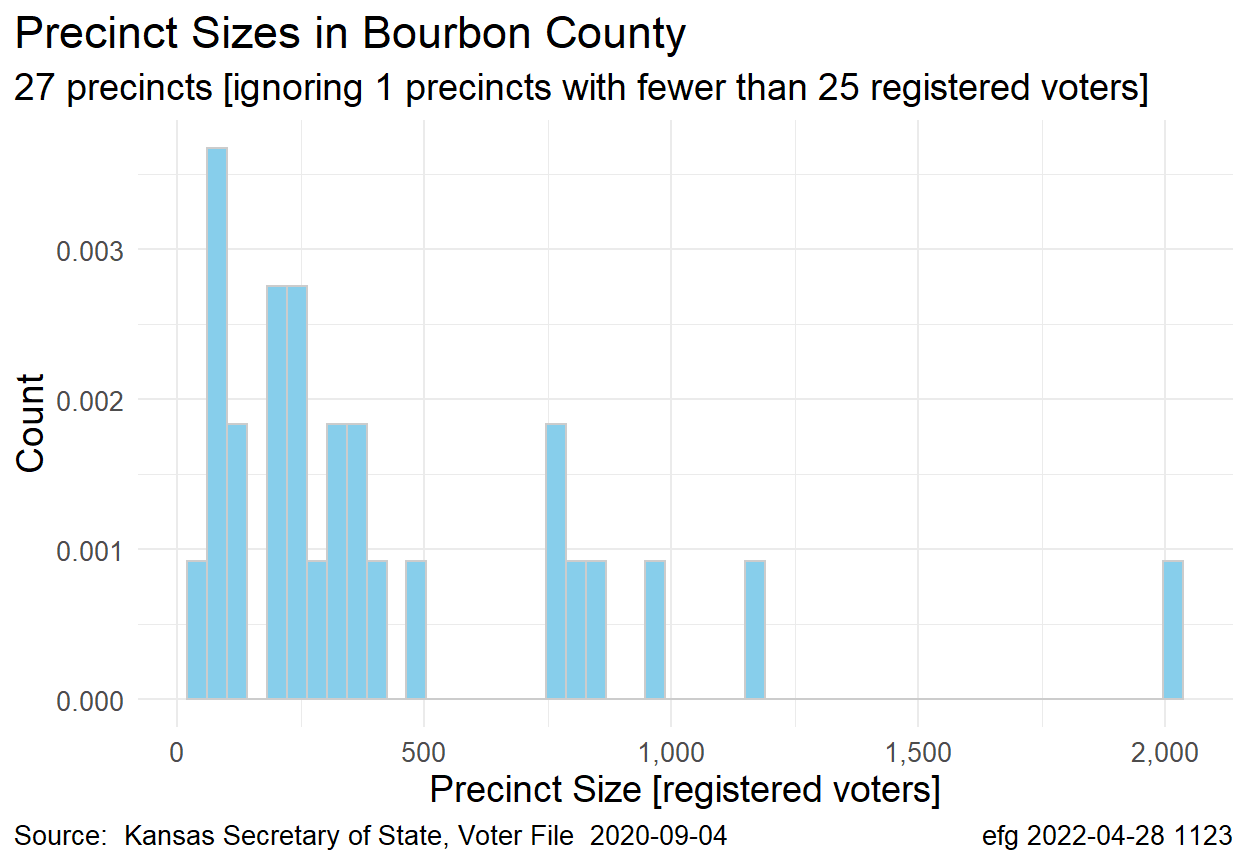 Precinct Sizes in Bourbon County
27 precincts [ignoring 1 precincts with fewer than 25 registered voters]
Count
0.003
0.002
0.001
0.000
0
500
1,000
1,500
2,000
Precinct Size [registered voters]
Source:  Kansas Secretary of State, Voter File  2020-09-04
efg 2022-04-28 1123